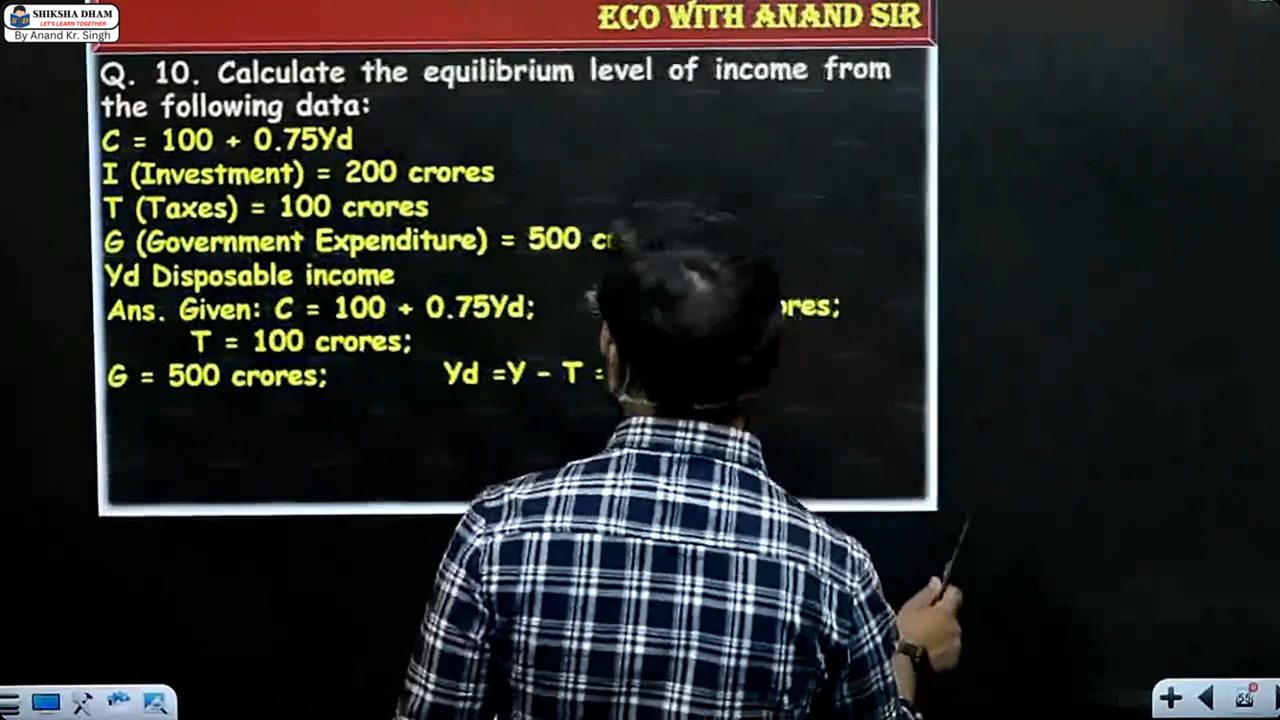 SHIKSHA DHAM
LET'S LEARN TOGETHER
By Anand Kr. Singh
ECO WITH ANAND SIR
Q. 10. Calculate the equilibrium level of income from
the following data:
C = 100 + 0.75Yd
I (Investment) = 200 crores
T (Taxes) = 100 crores
G (Government Expenditure) = 500
Yd Disposable income
Ans. Given: C = 100 + 0.75Yd;
T = 100 crores;
G = 500 crores; Yd =Y - T =